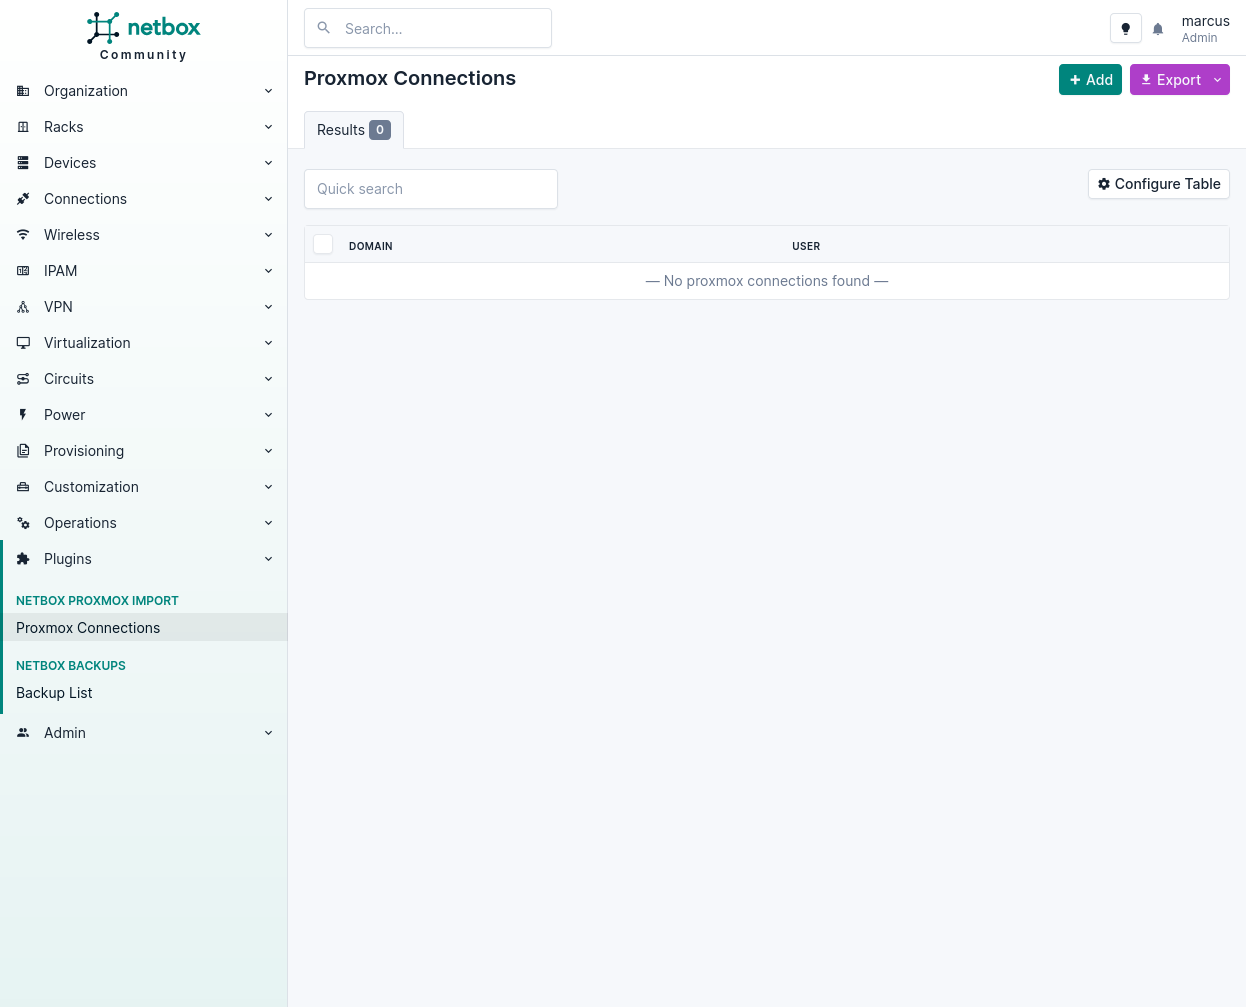 netbox
Community
Search...
marcus
Admin
Organization
Racks
Devices
Connections
Wireless
IPAM
VPN
Virtualization
Circuits
Power
Provisioning
Customization
Operations
Plugins
NETBOX PROXMOX IMPORT
Proxmox Connections
NETBOX BACKUPS
Backup List
Admin
Proxmox Connections
Add
Export
Results 0
Quick search
Configure Table
DOMAIN USER
— No proxmox connections found —